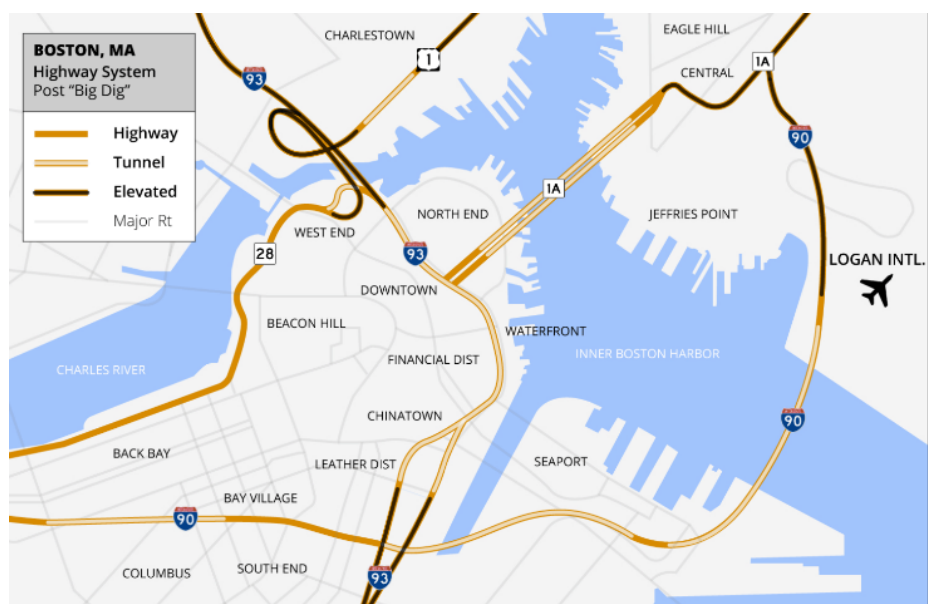 BOSTON, MA
Highway System
Post "Big Dig"
Highway
Tunnel
Elevated
Major Rt
CHARLESTOWN
EAGLE HILL
1
1A
CENTRAL
93
90
1A
NORTH END
JEFFRIES POINT
WEST END
28
93
LOGAN INTL.
DOWNTOWN
BEACON HILL
WATERFRONT
INNER BOSTON HARBOR
FINANCIAL DIST
CHARLES RIVER
CHINATOWN
90
BACK BAY
LEATHER DIST
SEAPORT
BAY VILLAGE
90
COLUMBUS
SOUTH END
93